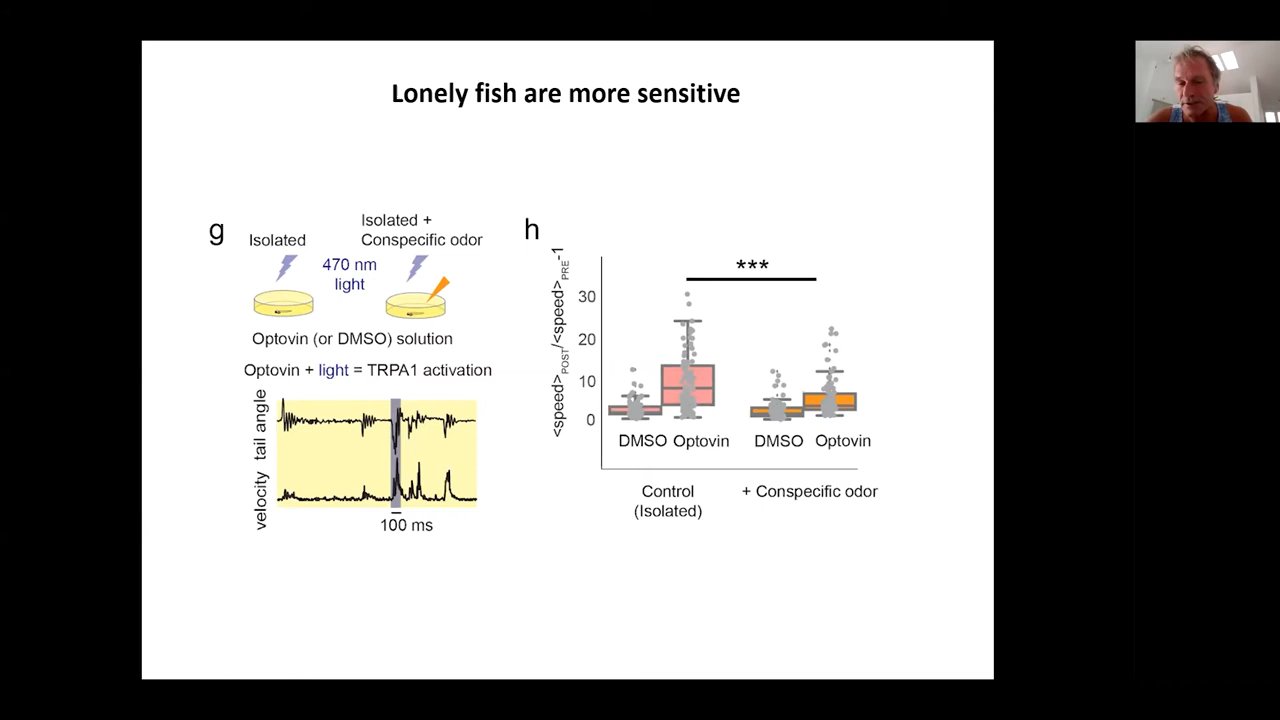 Lonely fish are more sensitive
g
Isolated
Isolated +
Conspecific odor
470 nm
light
Optovin (or DMSO) solution
Optovin + light = TRPA1 activation
tail angle
velocity
100 ms
h
<speed>POST/<speed>PRE-1
***
30
20
10
0
DMSO Optovin
DMSO Optovin
Control
(Isolated)
+ Conspecific odor